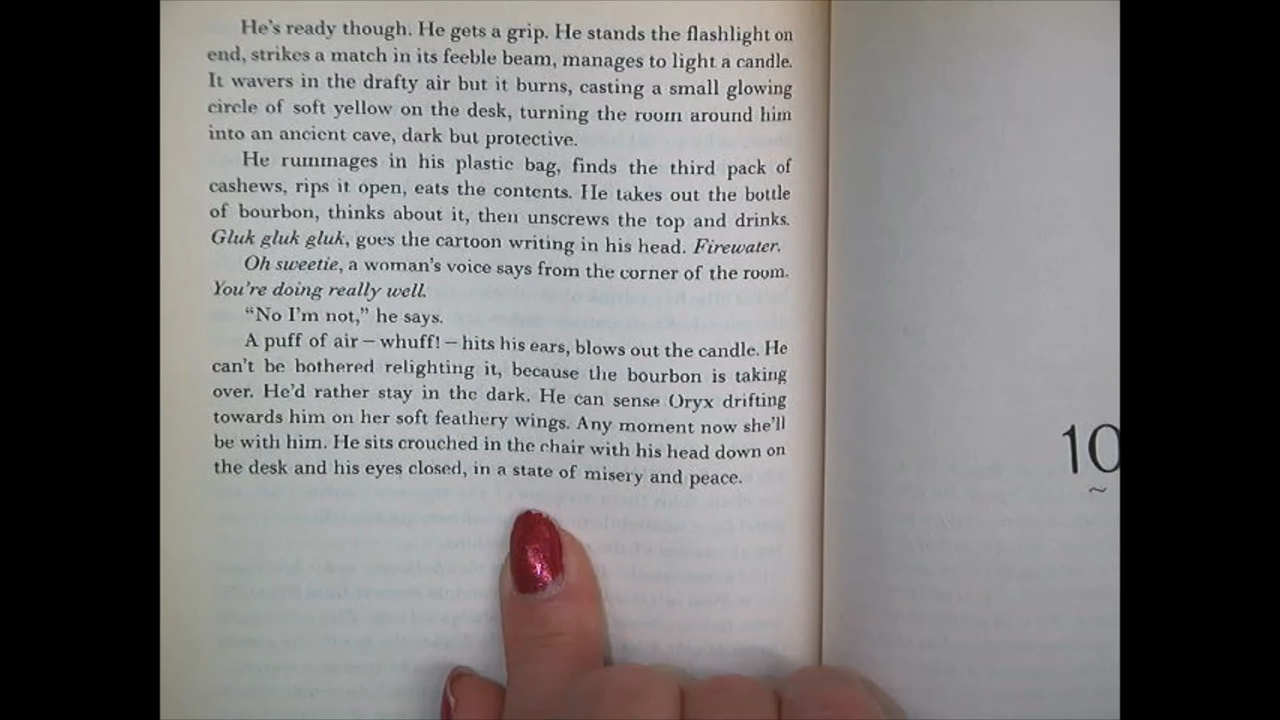 He's ready though. He gets a grip. He stands the flashlight on
end, strikes a match in its feeble beam, manages to light a candle.
It wavers in the drafty air but it burns, casting a small glowing
circle of soft yellow on the desk, turning the room around him
into an ancient cave, dark but protective.
He rummages in his plastic bag, finds the third pack of
cashews, rips it open, eats the contents. He takes out the bottle
of bourbon, thinks about it, then unscrews the top and drinks.
Gluk gluk gluk, goes the cartoon writing in his head. Firewater.
Oh sweetie, a woman's voice says from the corner of the room.
You're doing really well.
“No I'm not,” he says.
A puff of air – whuff! – hits his ears, blows out the candle. He
can't be bothered relighting it, because the bourbon is taking
over. He'd rather stay in the dark. He can sense Oryx drifting
towards him on her soft feathery wings. Any moment now she'll
be with him. He sits crouched in the chair with his head down on
the desk and his eyes closed, in a state of misery and peace.
10
~